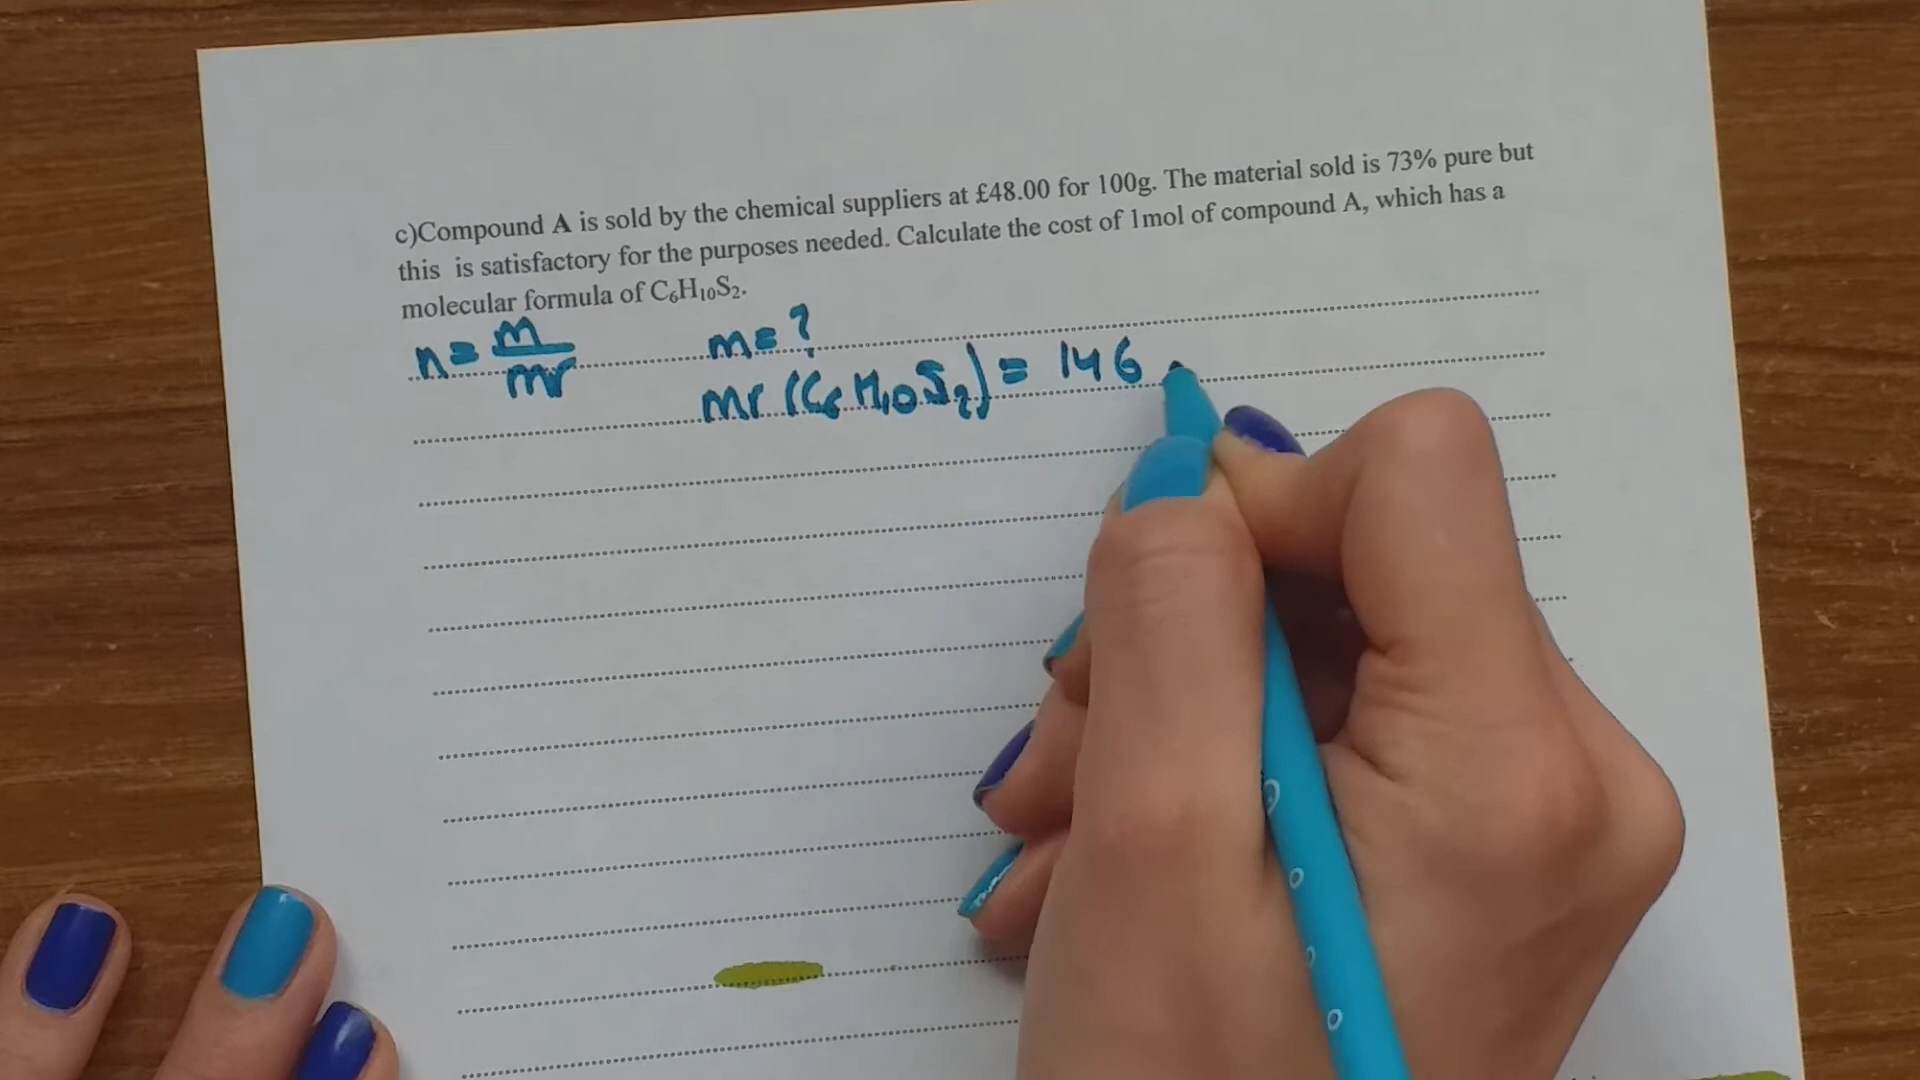 c)Compound A is sold by the chemical suppliers at £48.00 for 100g. The material sold is 73% pure but
this is satisfactory for the purposes needed. Calculate the cost of 1mol of compound A, which has a
molecular formula of C₆H₁₀S₂.
n = m/mr
m = ?
mr (C₆H₁₀S₂) = 146.